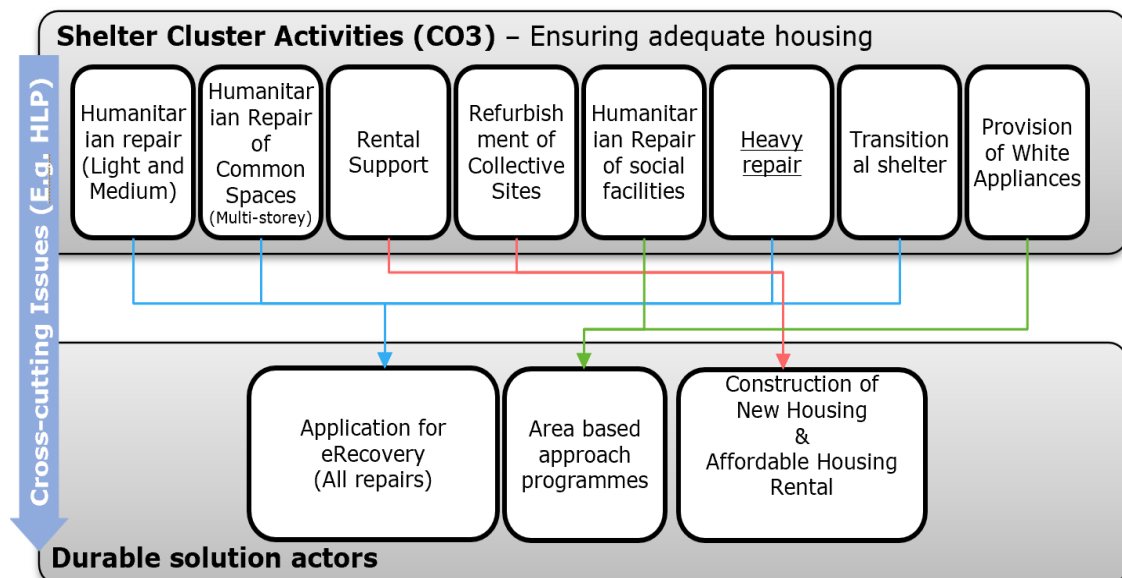 Shelter Cluster Activities (CO3) – Ensuring adequate housing
Cross-cutting Issues (E.g. HLP)
Humanitar
ian repair
(Light and
Medium)
Humanitar
ian Repair
of
Common
Spaces
(Multi-storey)
Rental
Support
Refurbish
ment of
Collective
Sites
Humanitar
ian Repair
of social
facilities
Heavy
repair
Transition
al shelter
Provision
of White
Appliances
Application for
eRecovery
(All repairs)
Area based
approach
programmes
Construction of
New Housing
&
Affordable Housing
Rental
Durable solution actors